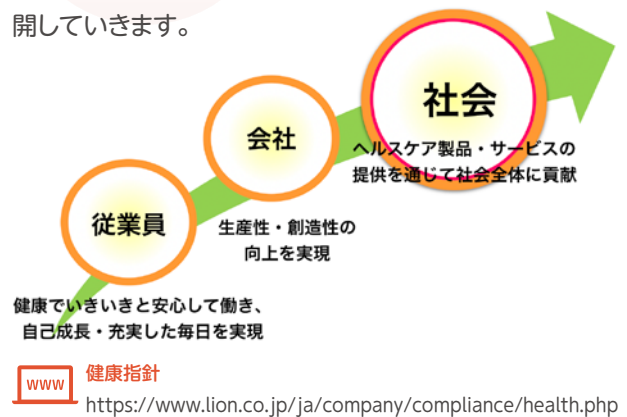 開していきます。
社会
ヘルスケア製品・サービスの
提供を通じて社会全体に貢献
会社
生産性・創造性の
向上を実現
従業員
健康でいきいきと安心して働き、
自己成長・充実した毎日を実現
www
健康指針
https://www.lion.co.jp/ja/company/compliance/health.php